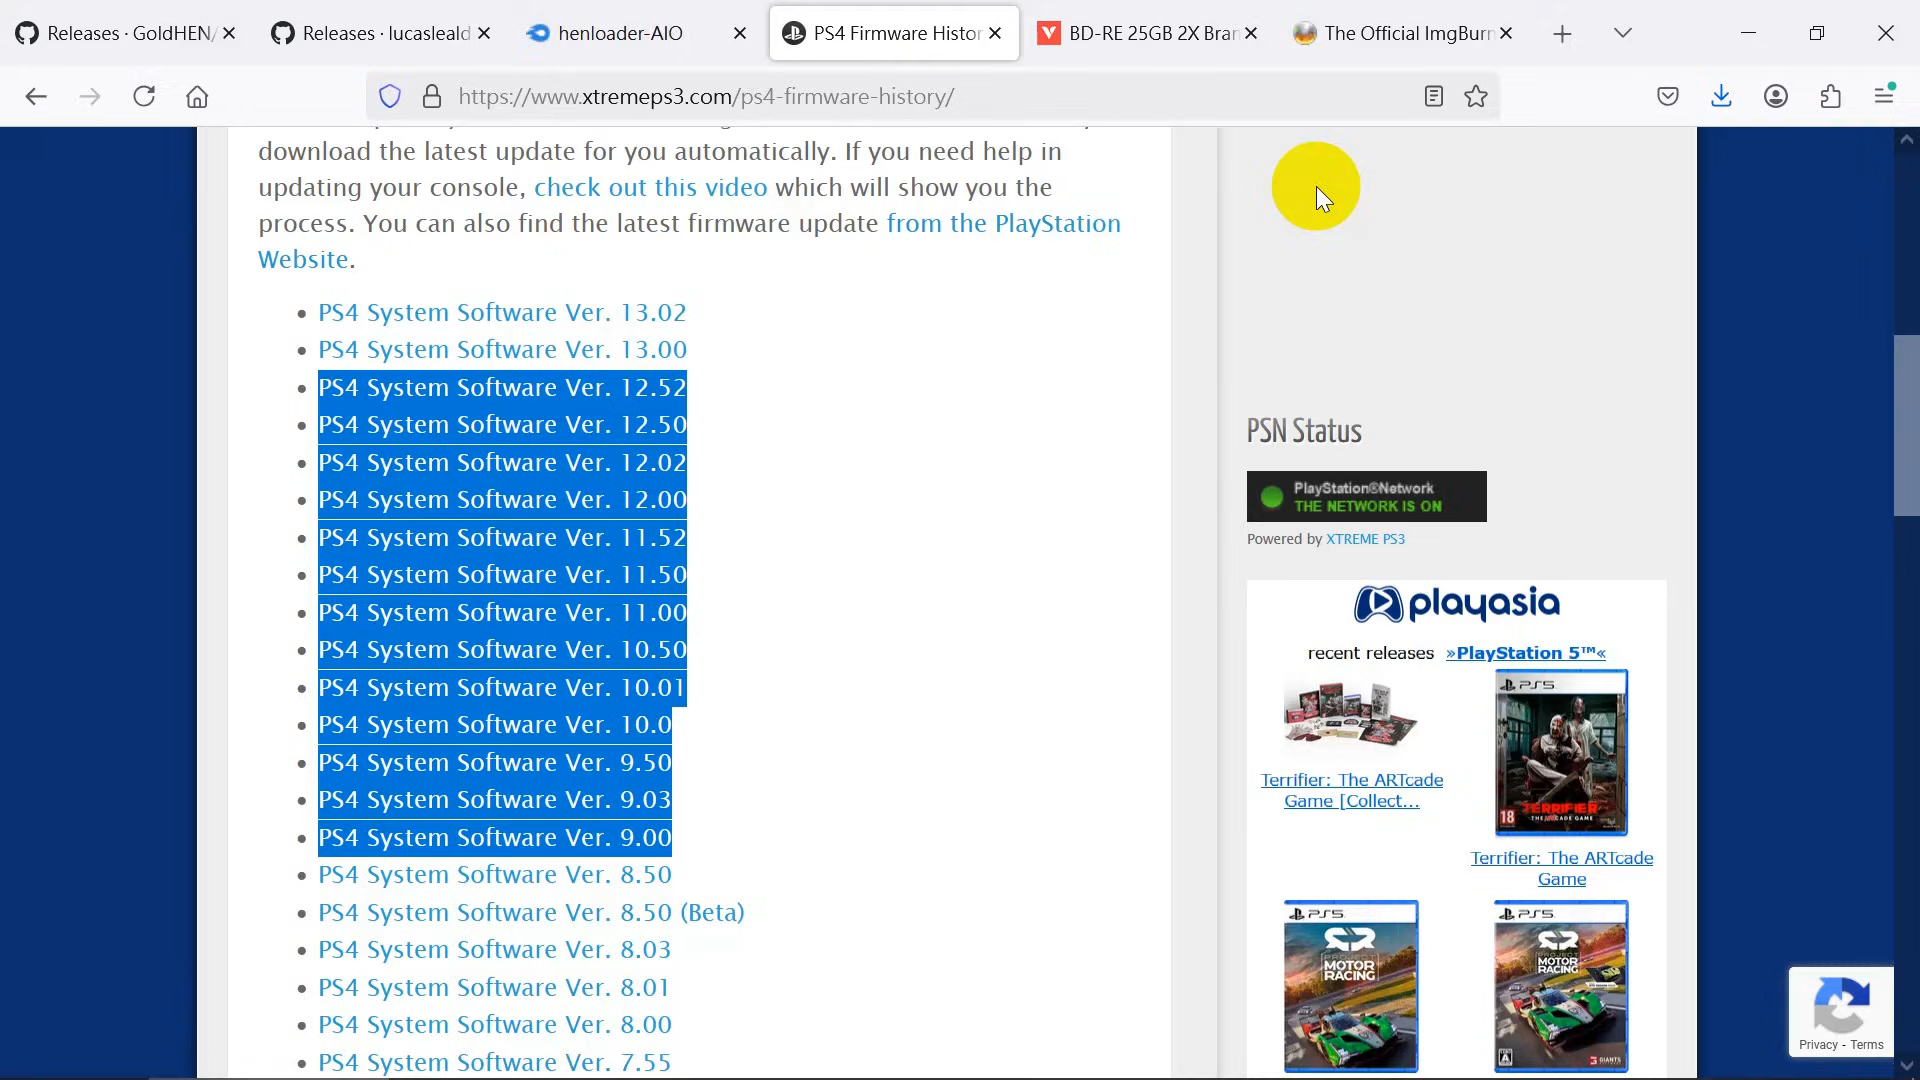 Releases · GoldHEN/
Releases · lucasleald
henloader-AIO
PS4 Firmware Histor
BD-RE 25GB 2X Bran
The Official ImgBurn
https://www.xtremeps3.com/ps4-firmware-history/
download the latest update for you automatically. If you need help in
updating your console, check out this video which will show you the
process. You can also find the latest firmware update from the PlayStation
Website.
• PS4 System Software Ver. 13.02
• PS4 System Software Ver. 13.00
• PS4 System Software Ver. 12.52
• PS4 System Software Ver. 12.50
• PS4 System Software Ver. 12.02
• PS4 System Software Ver. 12.00
• PS4 System Software Ver. 11.52
• PS4 System Software Ver. 11.50
• PS4 System Software Ver. 11.00
• PS4 System Software Ver. 10.50
• PS4 System Software Ver. 10.01
• PS4 System Software Ver. 10.0
• PS4 System Software Ver. 9.50
• PS4 System Software Ver. 9.03
• PS4 System Software Ver. 9.00
• PS4 System Software Ver. 8.50
• PS4 System Software Ver. 8.50 (Beta)
• PS4 System Software Ver. 8.03
• PS4 System Software Ver. 8.01
• PS4 System Software Ver. 8.00
• PS4 System Software Ver. 7.55
PSN Status
PlayStation®Network
THE NETWORK IS ON
Powered by XTREME PS3
playasia
recent releases »PlayStation 5™«
Terrifier: The ARTcade
Game [Collect...
PS5
TERRIFIER
THE ARTCADE GAME
18
Terrifier: The ARTcade
Game
PS5
PROJECT
MOTOR
RACING
PS5
PROJECT
MOTOR
RACING
GIANTS
Privacy - Terms